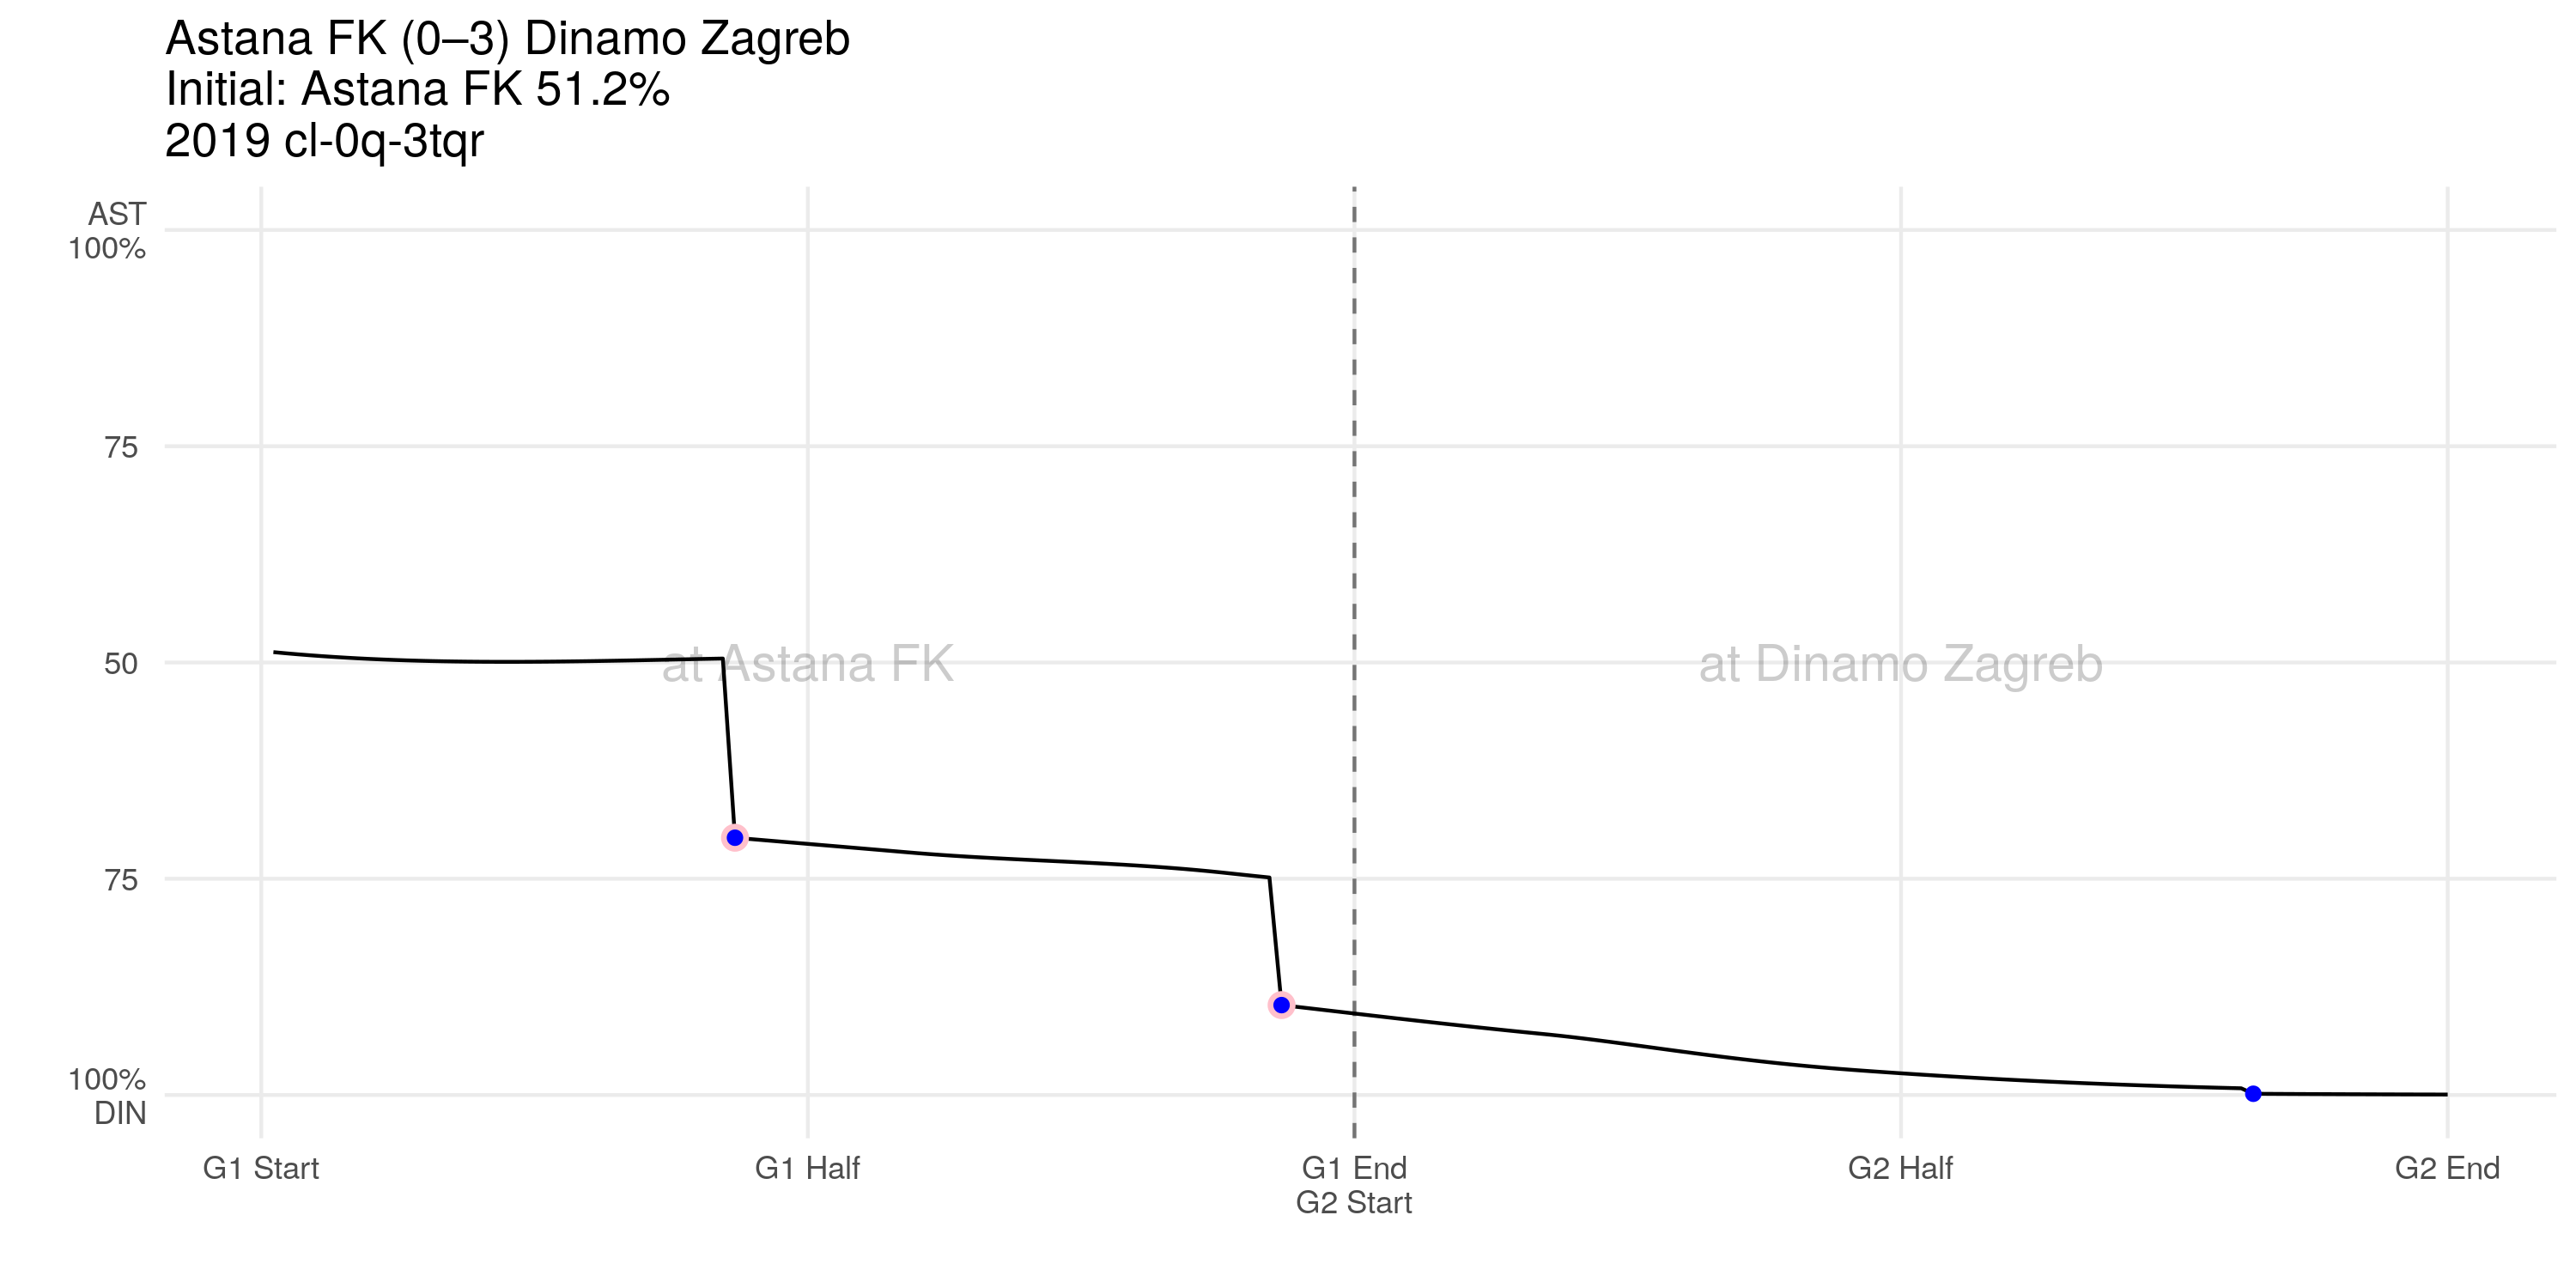 Astana FK (0–3) Dinamo Zagreb
Initial: Astana FK 51.2%
2019 cl-0q-3tqr
AST
100%
75
50
75
100%
DIN
at Astana FK
at Dinamo Zagreb
G1 Start
G1 Half
G1 End
G2 Start
G2 Half
G2 End